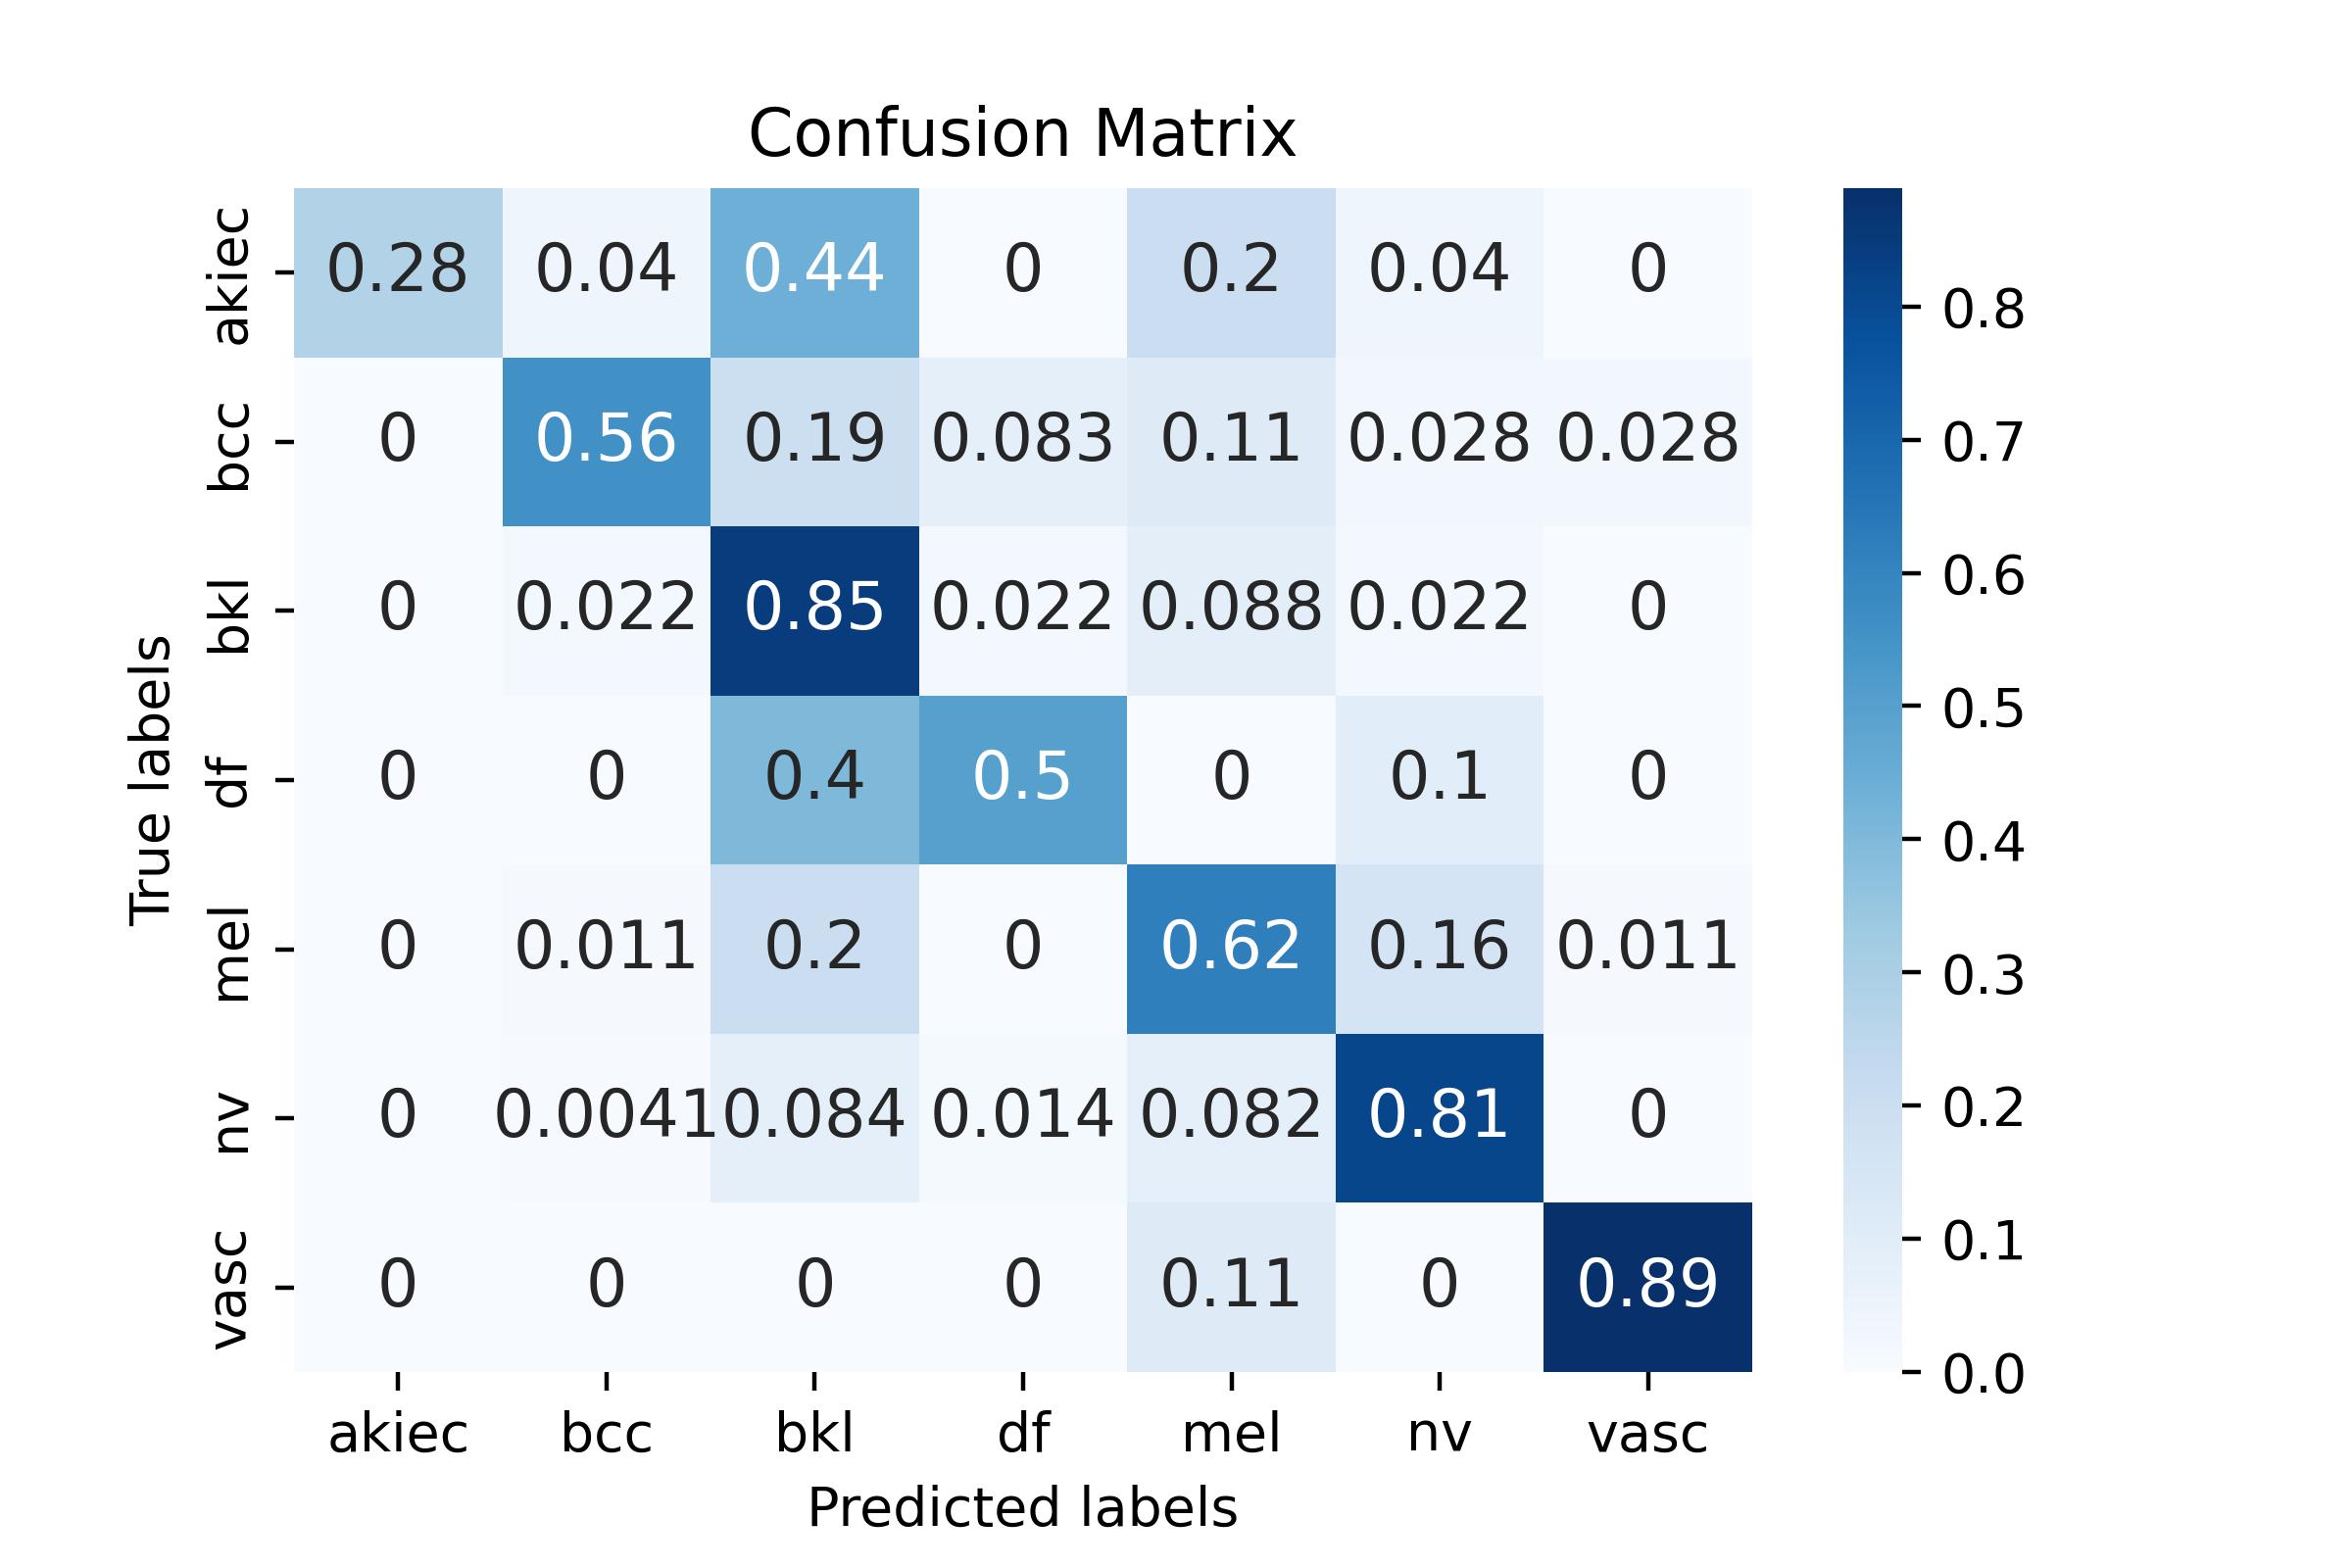 Confusion Matrix
True labels
akiec 0.28 0.04 0.44 0 0.2 0.04 0
bcc 0 0.56 0.19 0.083 0.11 0.028 0.028
bkl 0 0.022 0.85 0.022 0.088 0.022 0
df 0 0 0.4 0.5 0 0.1 0
mel 0 0.011 0.2 0 0.62 0.16 0.011
nv 0 0.0041 0.084 0.014 0.082 0.81 0
vasc 0 0 0 0 0.11 0 0.89
akiec bcc bkl df mel nv vasc
Predicted labels
0.8
0.7
0.6
0.5
0.4
0.3
0.2
0.1
0.0